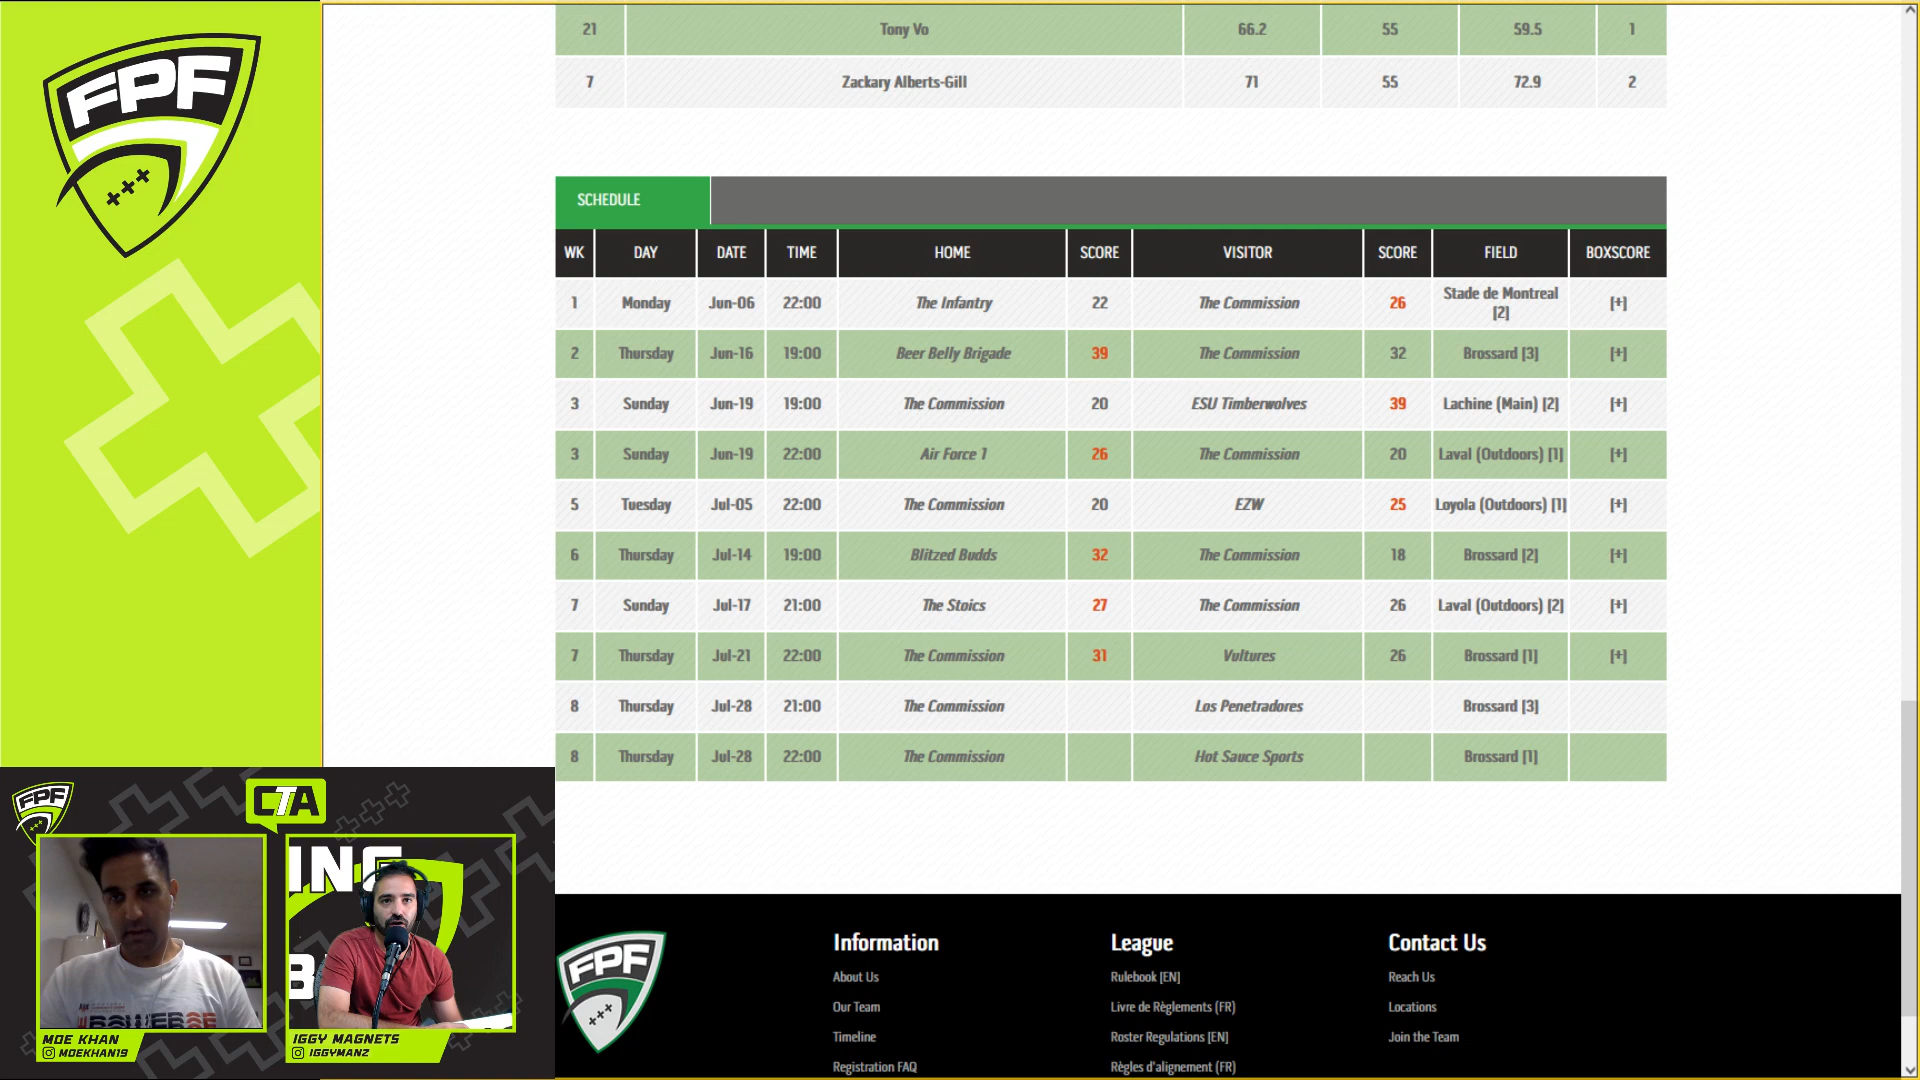 21 Tony Vo 66.2 55 59.5 1
7 Zackary Alberts-Gill 71 55 72.9 2
FPF
SCHEDULE
WK DAY DATE TIME HOME SCORE VISITOR SCORE FIELD BOXSCORE
1 Monday Jun-06 22:00 The Infantry 22 The Commission 26 Stade de Montreal [2] [+]
2 Thursday Jun-16 19:00 Beer Belly Brigade 39 The Commission 32 Brossard [3] [+]
3 Sunday Jun-19 19:00 The Commission 20 ESU Timberwolves 39 Lachine (Main) [2] [+]
3 Sunday Jun-19 22:00 Air Force 1 26 The Commission 20 Laval (Outdoors) [1] [+]
5 Tuesday Jul-05 22:00 The Commission 20 EZW 25 Loyola (Outdoors) [1] [+]
6 Thursday Jul-14 19:00 Blitzed Budds 32 The Commission 18 Brossard [2] [+]
7 Sunday Jul-17 21:00 The Stoics 27 The Commission 26 Laval (Outdoors) [2] [+]
7 Thursday Jul-21 22:00 The Commission 31 Vultures 26 Brossard [1] [+]
8 Thursday Jul-28 21:00 The Commission Los Penetradores Brossard [3]
8 Thursday Jul-28 22:00 The Commission Hot Sauce Sports Brossard [1]
FPF
CTA
ING
B
MOE KHAN
MOEKHAN19
IGGY MAGNETS
IGGYMANZ
FPF
Information
About Us
Our Team
Timeline
Registration FAQ
League
Rulebook [EN]
Livre de Règlements (FR)
Roster Regulations [EN]
Règles d'alignement (FR)
Contact Us
Reach Us
Locations
Join the Team